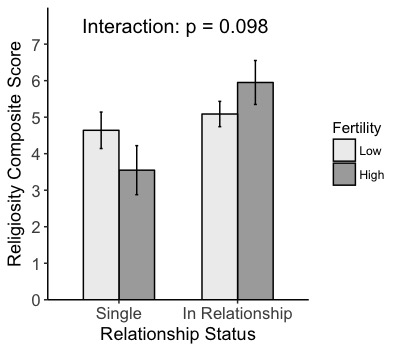 Interaction: p = 0.098
Religiosity Composite Score
7
6
5
4
3
2
1
0
Single
In Relationship
Relationship Status
Fertility
Low
High